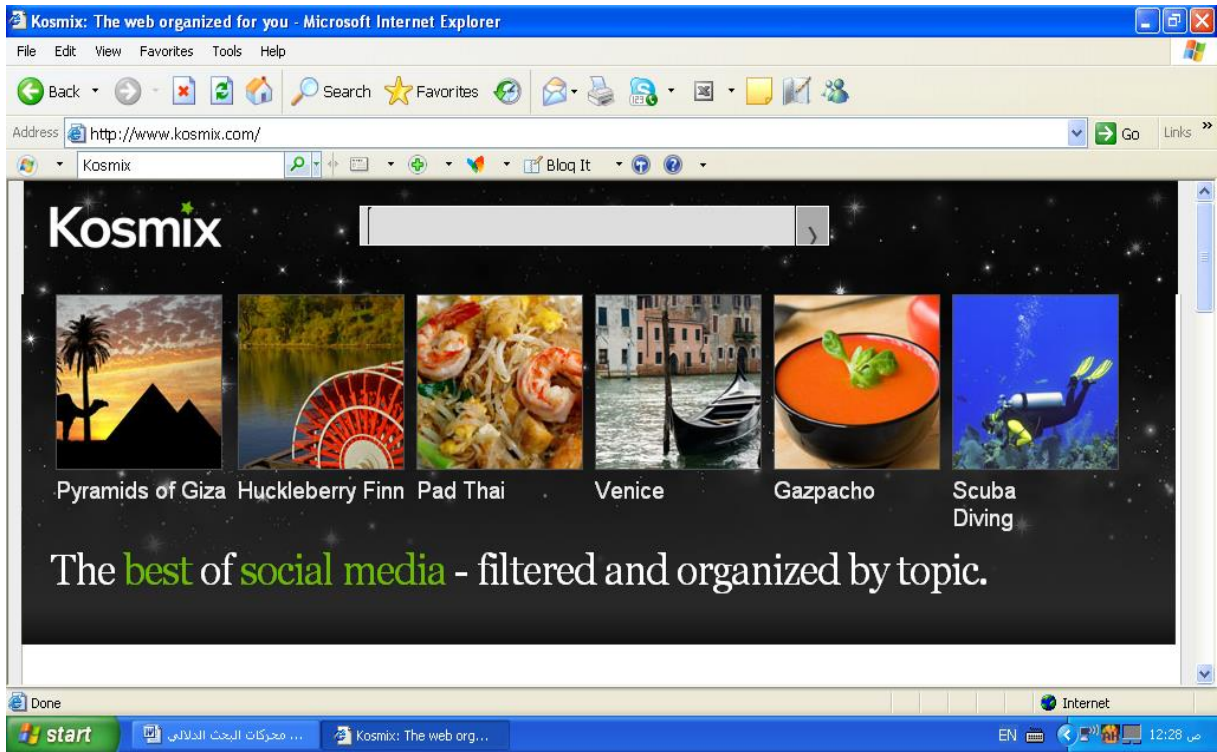 Kosmix: The web organized for you - Microsoft Internet Explorer
File Edit View Favorites Tools Help
Back Search Favorites
Address http://www.kosmix.com/ Go Links »
Kosmix Blog It
Kosmix
Pyramids of Giza Huckleberry Finn Pad Thai Venice Gazpacho Scuba Diving
The best of social media - filtered and organized by topic.
Done Internet
start محركات البحث الدلالي ... Kosmix: The web org... EN 12:28 ص